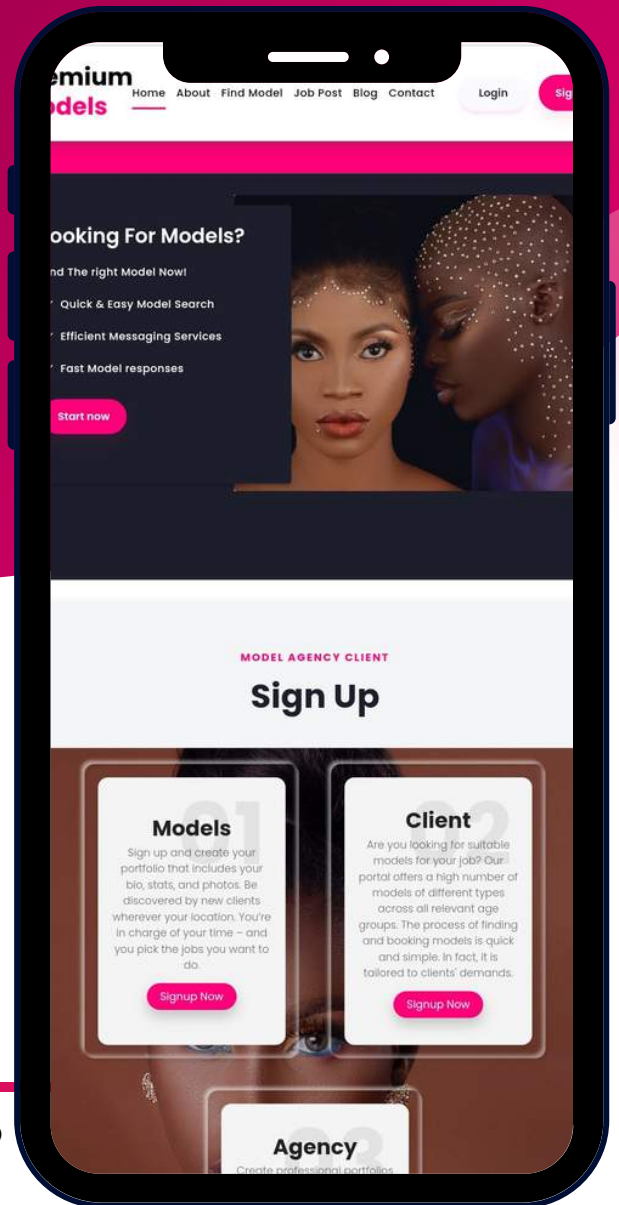 emium
odels
Home About Find Model Job Post Blog Contact Login Sig
ooking For Models?
nd The right Model Now!
✓ Quick & Easy Model Search
✓ Efficient Messaging Services
✓ Fast Model responses
Start now
MODEL AGENCY CLIENT
Sign Up
01
Models
Sign up and create your
portfolio that includes your
bio, stats, and photos. Be
discovered by new clients
wherever your location. You're
in charge of your time – and
you pick the jobs you want to
do.
Signup Now
02
Client
Are you looking for suitable
models for your job? Our
portal offers a high number of
models of different types
across all relevant age
groups. The process of finding
and booking models is quick
and simple. In fact, it is
tailored to clients' demands.
Signup Now
03
Agency
Create professional portfolios